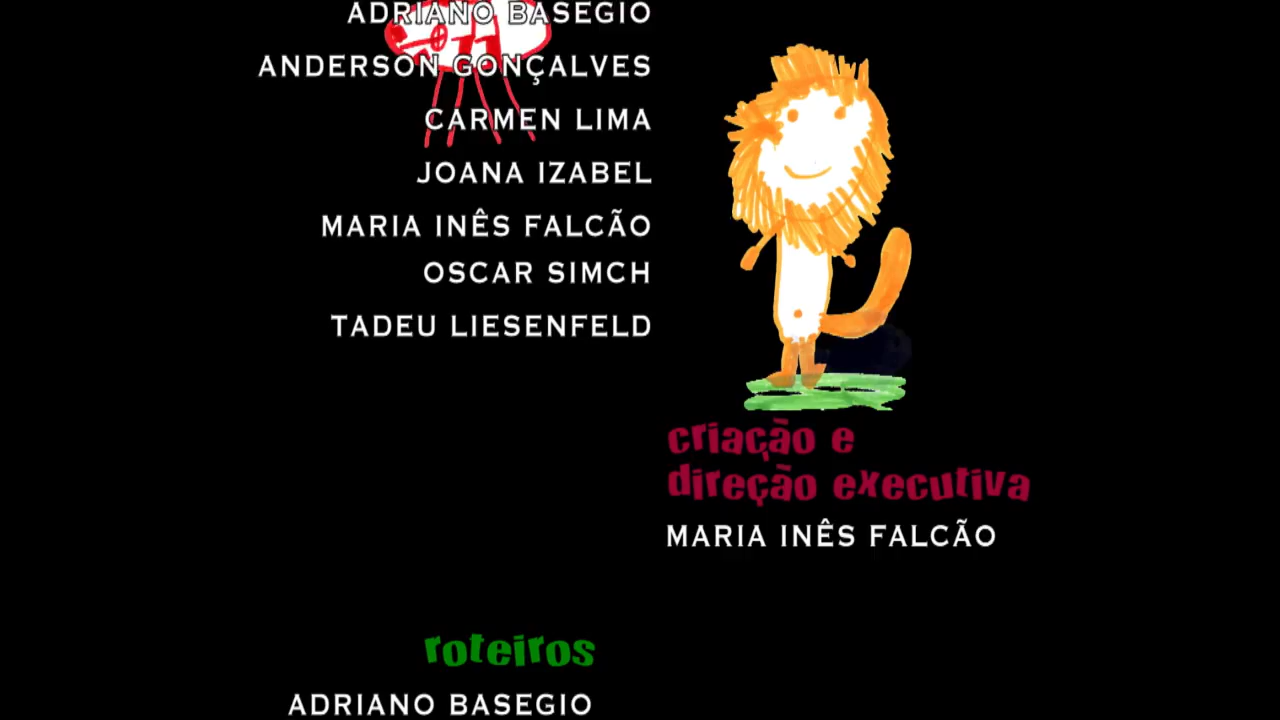 ADRIANO BASEGIO
ANDERSON GONÇALVES
CARMEN LIMA
JOANA IZABEL
MARIA INÊS FALCÃO
OSCAR SIMCH
TADEU LIESENFELD
criação e
direção executiva
MARIA INÊS FALCÃO
roteiros
ADRIANO BASEGIO